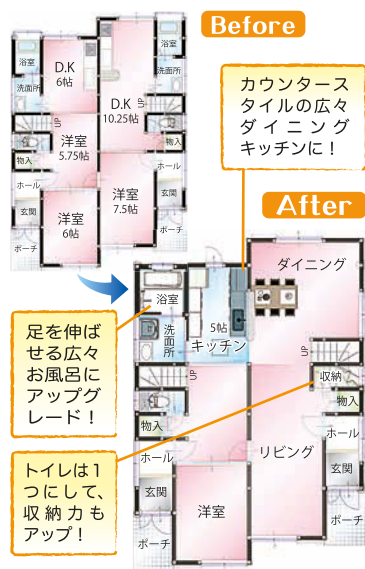 Before
浴室
洗面所
D.K
6帖
D.K
10.25帖
浴室
洗面所
UP
UP
洋室
5.75帖
物入
物入
ホール
玄関
ポーチ
洋室
6帖
洋室
7.5帖
ホール
玄関
ポーチ
カウンタース
タイルの広々
ダイニング
キッチンに！
After
足を伸ば
せる広々
お風呂に
アップグ
レード！
トイレは1
つにして、
収納力も
アップ！
浴室
洗面所
5帖
キッチン
ダイニング
UP
UP
収納
物入
物入
ホール
玄関
ポーチ
リビング
洋室
ホール
玄関
ポーチ